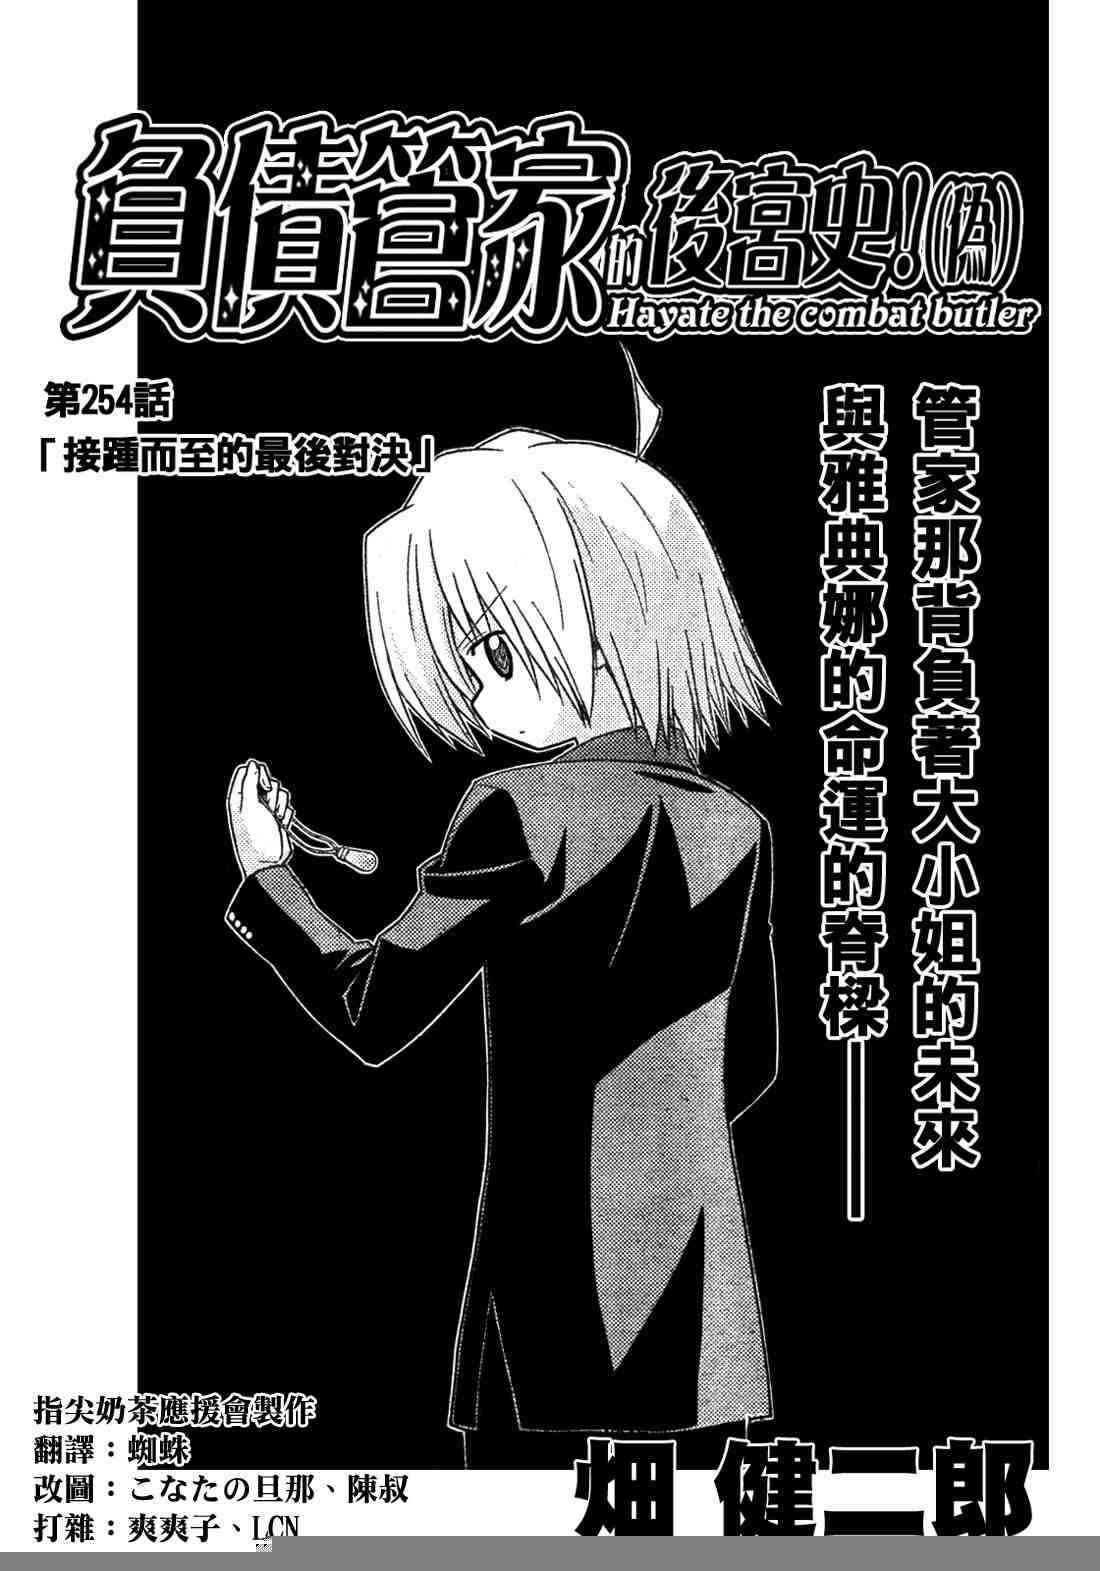 負債管家的後宮史!(偽)
Hayate the combat butler
第254話
「接踵而至的最後對決」
管家那背負著大小姐的未來
與雅典娜的命運的脊樑——
指尖奶茶應援會製作
翻譯：蜘蛛
改圖：こなたの旦那、陳叔
打雜：爽爽子、LCN
畑 健二郎